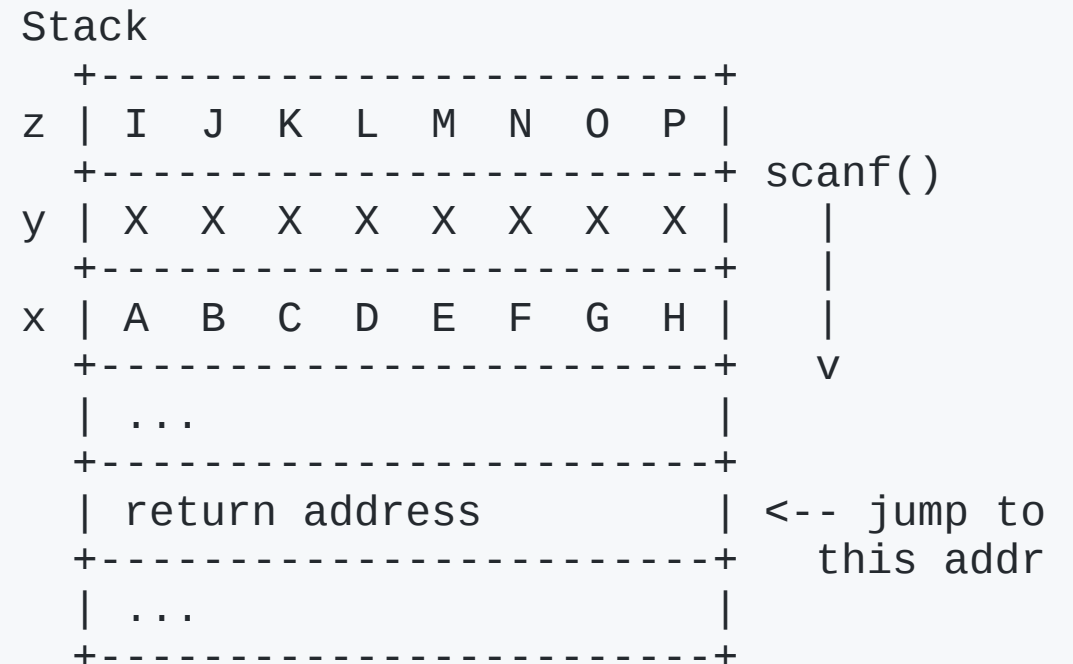 Stack
  +------------------------+
z | I  J  K  L  M  N  O  P |
  +------------------------+ scanf()
y | X  X  X  X  X  X  X  X |   |
  +------------------------+   |
x | A  B  C  D  E  F  G  H |   |
  +------------------------+   v
  | ...                    |
  +------------------------+
  | return address         | <-- jump to
  +------------------------+   this addr
  | ...                    |
  +------------------------+